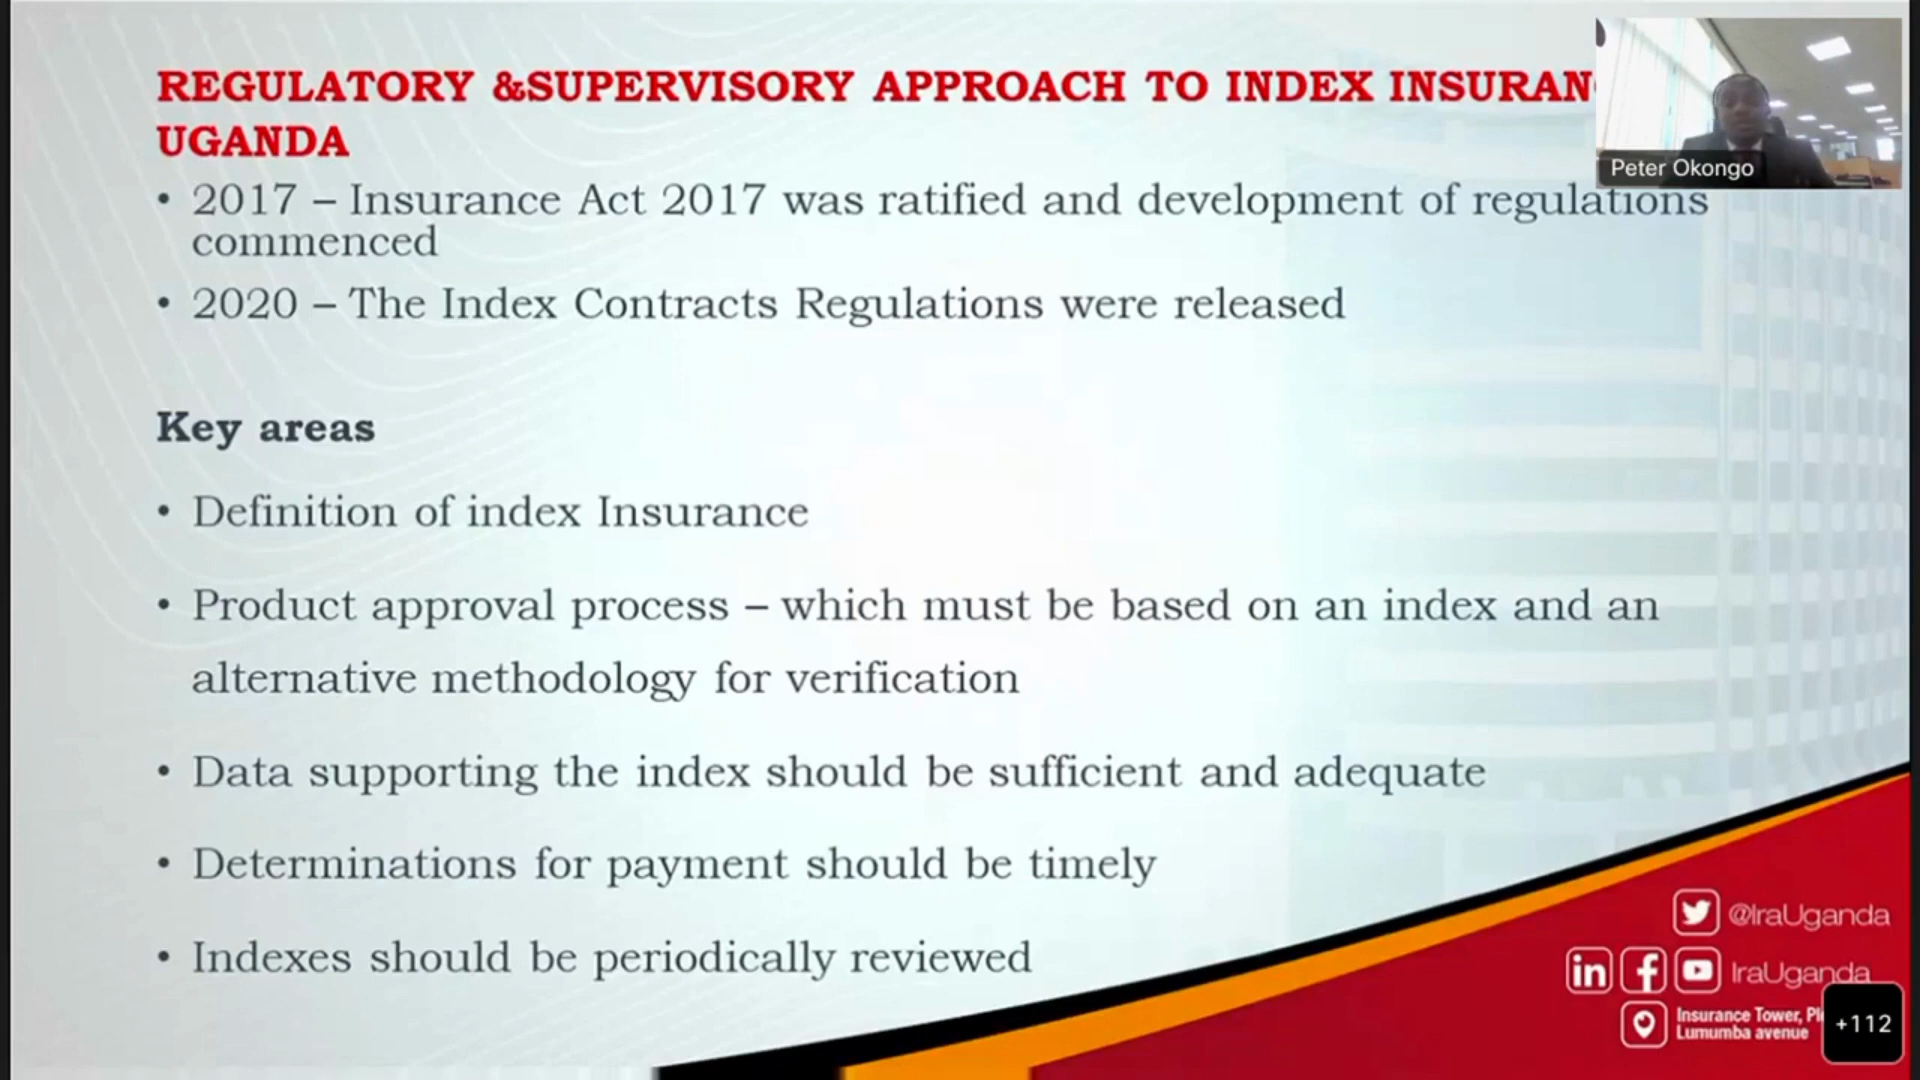 REGULATORY &SUPERVISORY APPROACH TO INDEX
UGANDA
Peter Okongo
• 2017 – Insurance Act 2017 was ratified and development of regulations
commenced
• 2020 – The Index Contracts Regulations were released
Key areas
• Definition of index Insurance
• Product approval process – which must be based on an index and an
alternative methodology for verification
• Data supporting the index should be sufficient and adequate
• Determinations for payment should be timely
• Indexes should be periodically reviewed
@IraUganda
IraUganda
Insurance Tower,
Lumumba avenue
+112